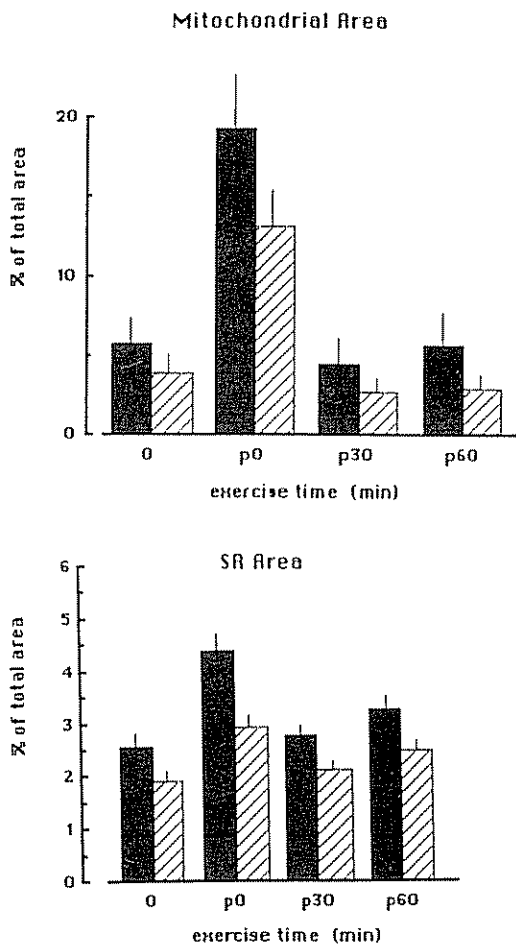 Mitochondrial Area
% of total area
20
10
0
0 p0 p30 p60
exercise time (min)
SR Area
% of total area
6
5
4
3
2
1
0
0 p0 p30 p60
exercise time (min)